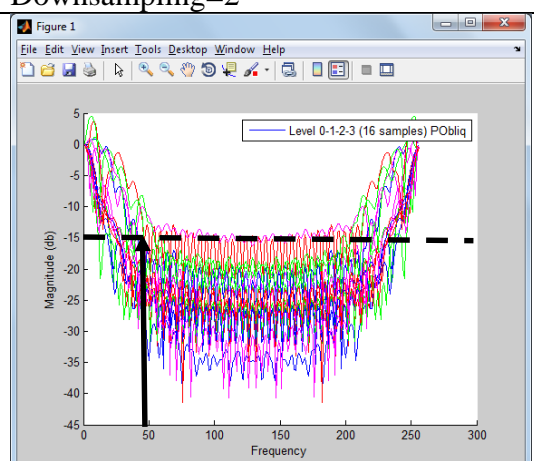 Downsampling=2
Figure 1
File Edit View Insert Tools Desktop Window Help
Level 0-1-2-3 (16 samples) PObliq
5
0
-5
-10
-15
-20
-25
-30
-35
-40
-45
Magnitude (db)
0 50 100 150 200 250 300
Frequency